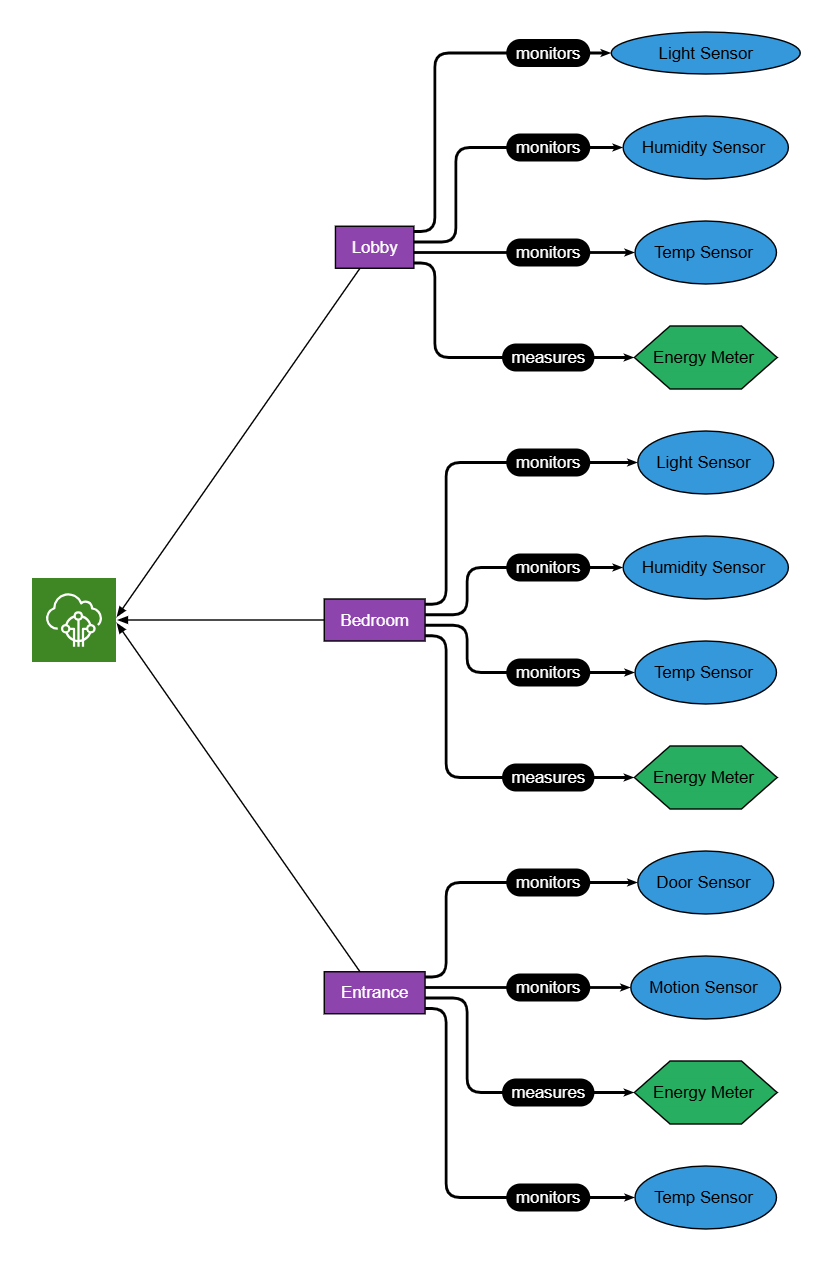 monitors
Light Sensor
monitors
Humidity Sensor
Lobby
monitors
Temp Sensor
measures
Energy Meter
monitors
Light Sensor
monitors
Humidity Sensor
Bedroom
monitors
Temp Sensor
measures
Energy Meter
monitors
Door Sensor
Entrance
monitors
Motion Sensor
measures
Energy Meter
monitors
Temp Sensor